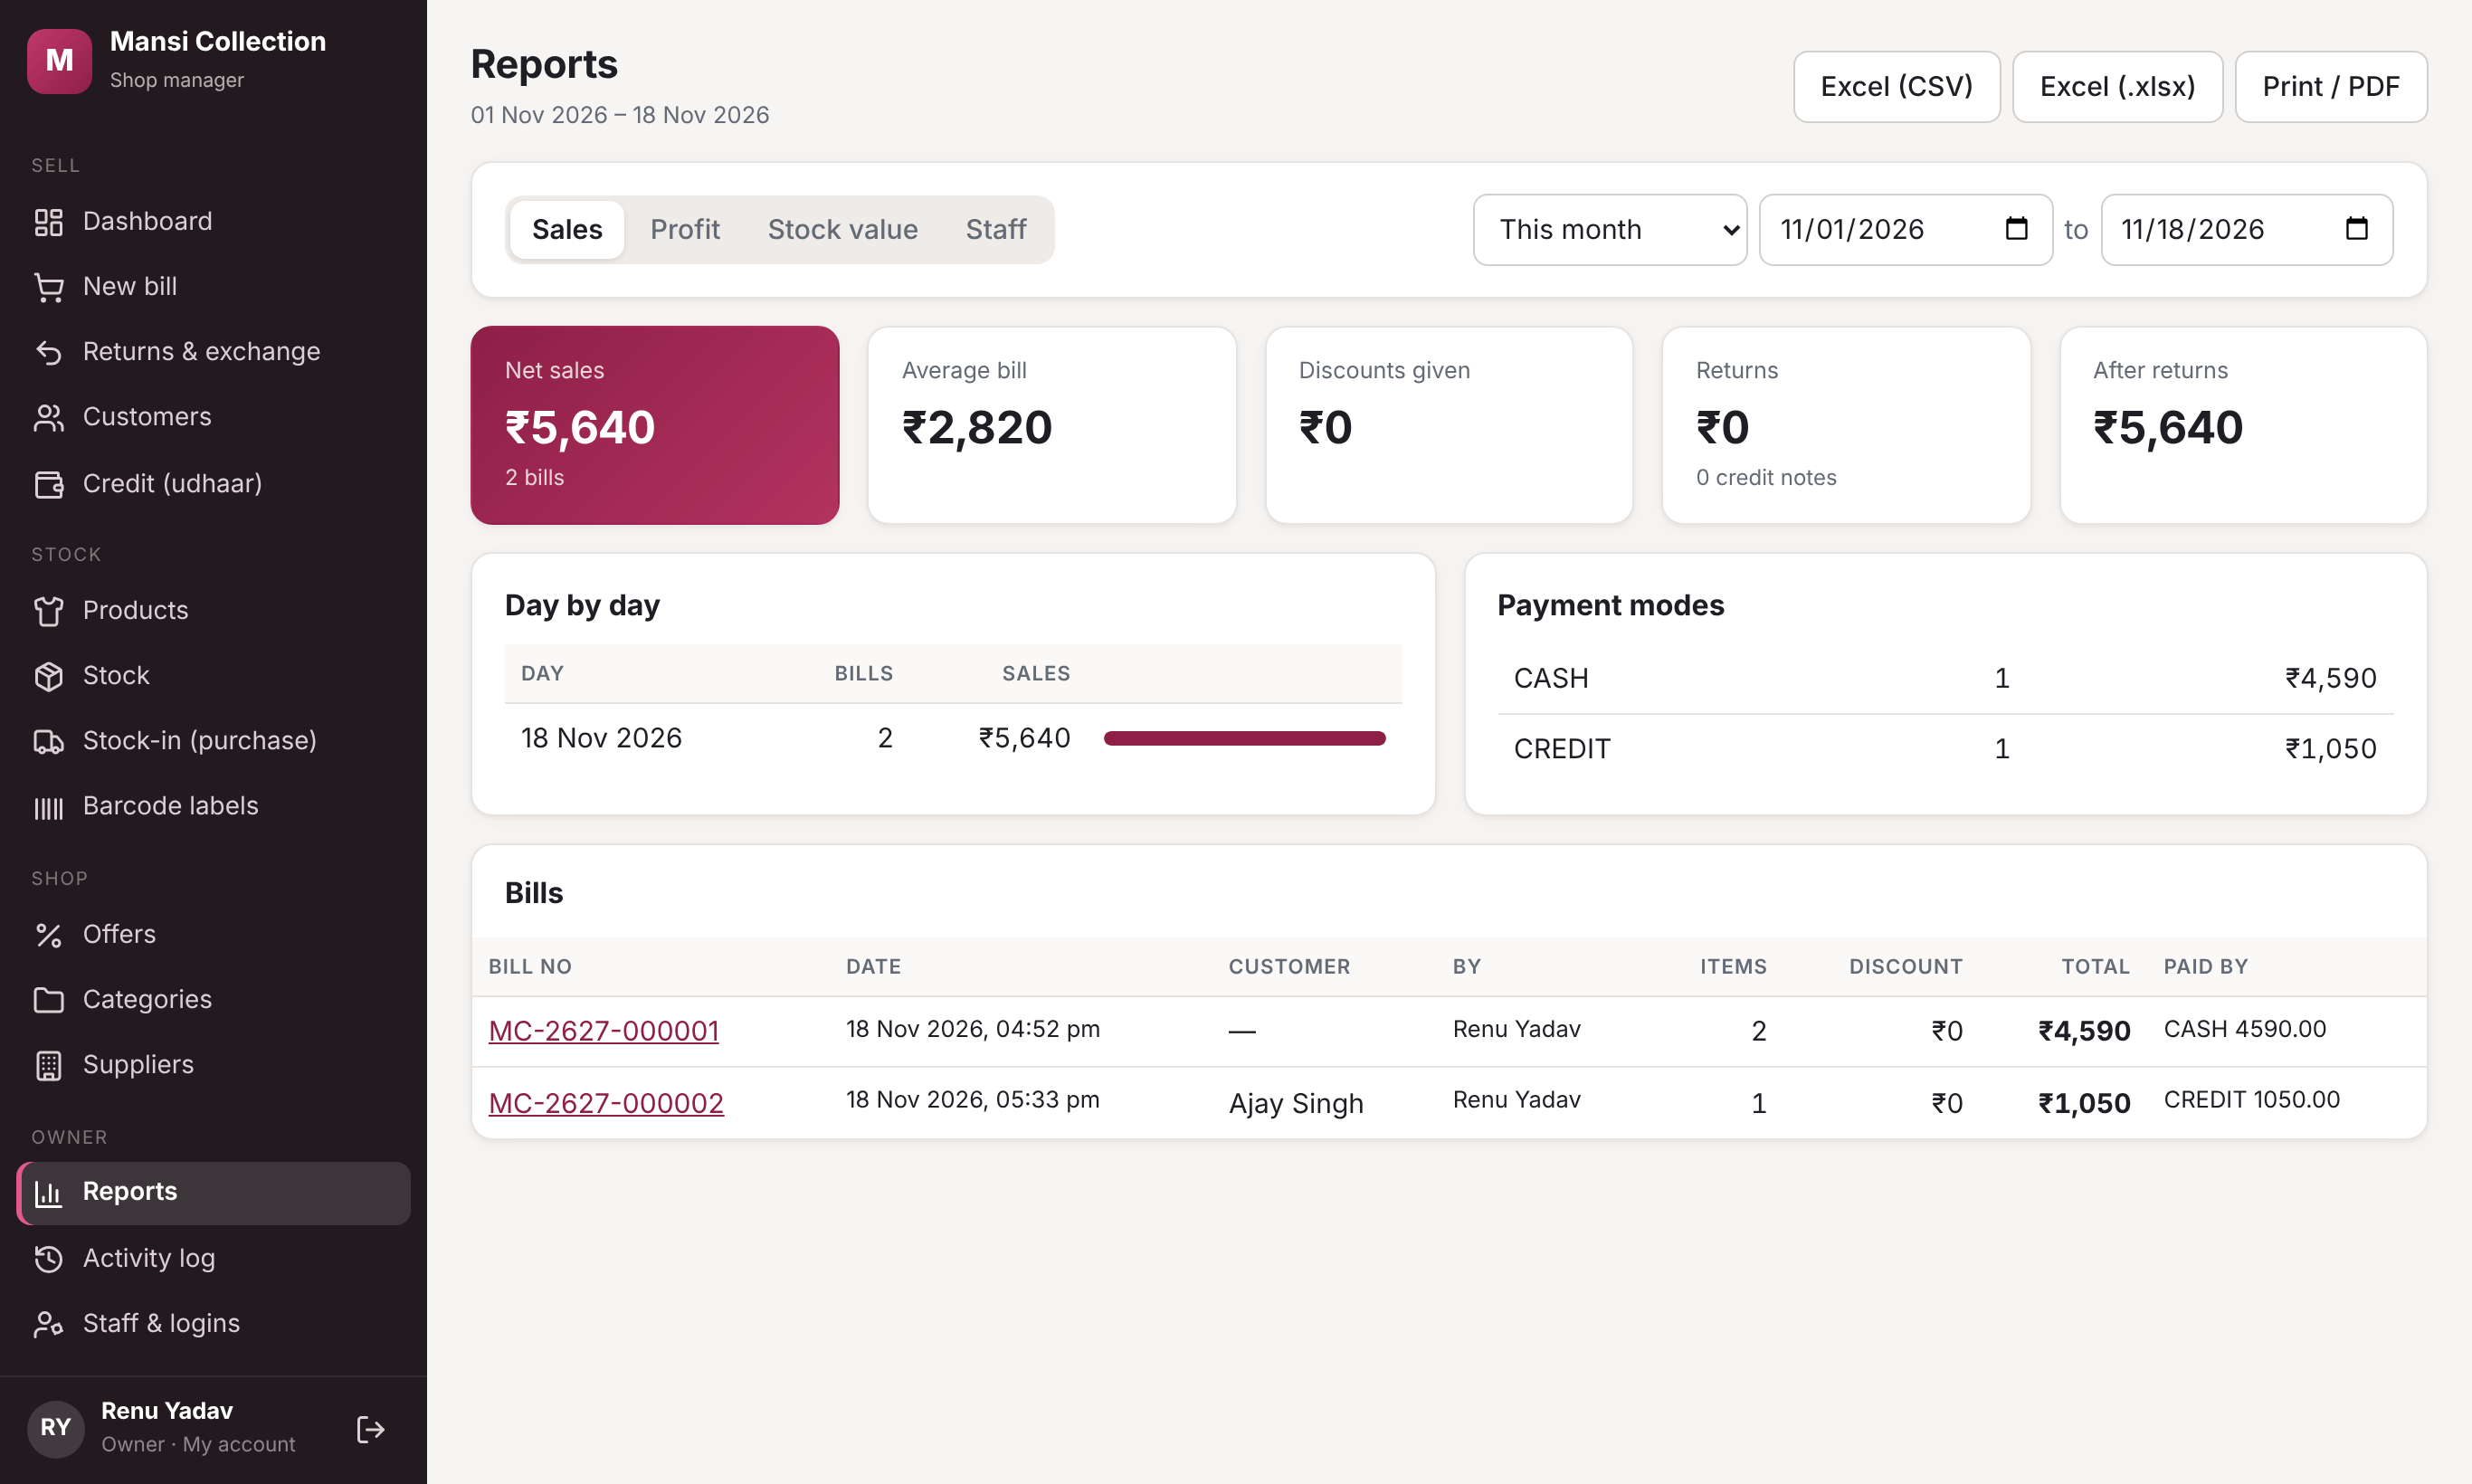 M
Mansi Collection
Shop manager
SELL
Dashboard
New bill
Returns & exchange
Customers
Credit (udhaar)
STOCK
Products
Stock
Stock-in (purchase)
Barcode labels
SHOP
Offers
Categories
Suppliers
OWNER
Reports
Activity log
Staff & logins
RY
Renu Yadav
Owner · My account
Reports
01 Nov 2026 – 18 Nov 2026
Excel (CSV) Excel (.xlsx) Print / PDF
Sales Profit Stock value Staff
This month 11/01/2026 to 11/18/2026
Net sales
₹5,640
2 bills
Average bill
₹2,820
Discounts given
₹0
Returns
₹0
0 credit notes
After returns
₹5,640
Day by day
DAY BILLS SALES
18 Nov 2026 2 ₹5,640
Payment modes
CASH 1 ₹4,590
CREDIT 1 ₹1,050
Bills
BILL NO DATE CUSTOMER BY ITEMS DISCOUNT TOTAL PAID BY
MC-2627-000001 18 Nov 2026, 04:52 pm — Renu Yadav 2 ₹0 ₹4,590 CASH 4590.00
MC-2627-000002 18 Nov 2026, 05:33 pm Ajay Singh Renu Yadav 1 ₹0 ₹1,050 CREDIT 1050.00